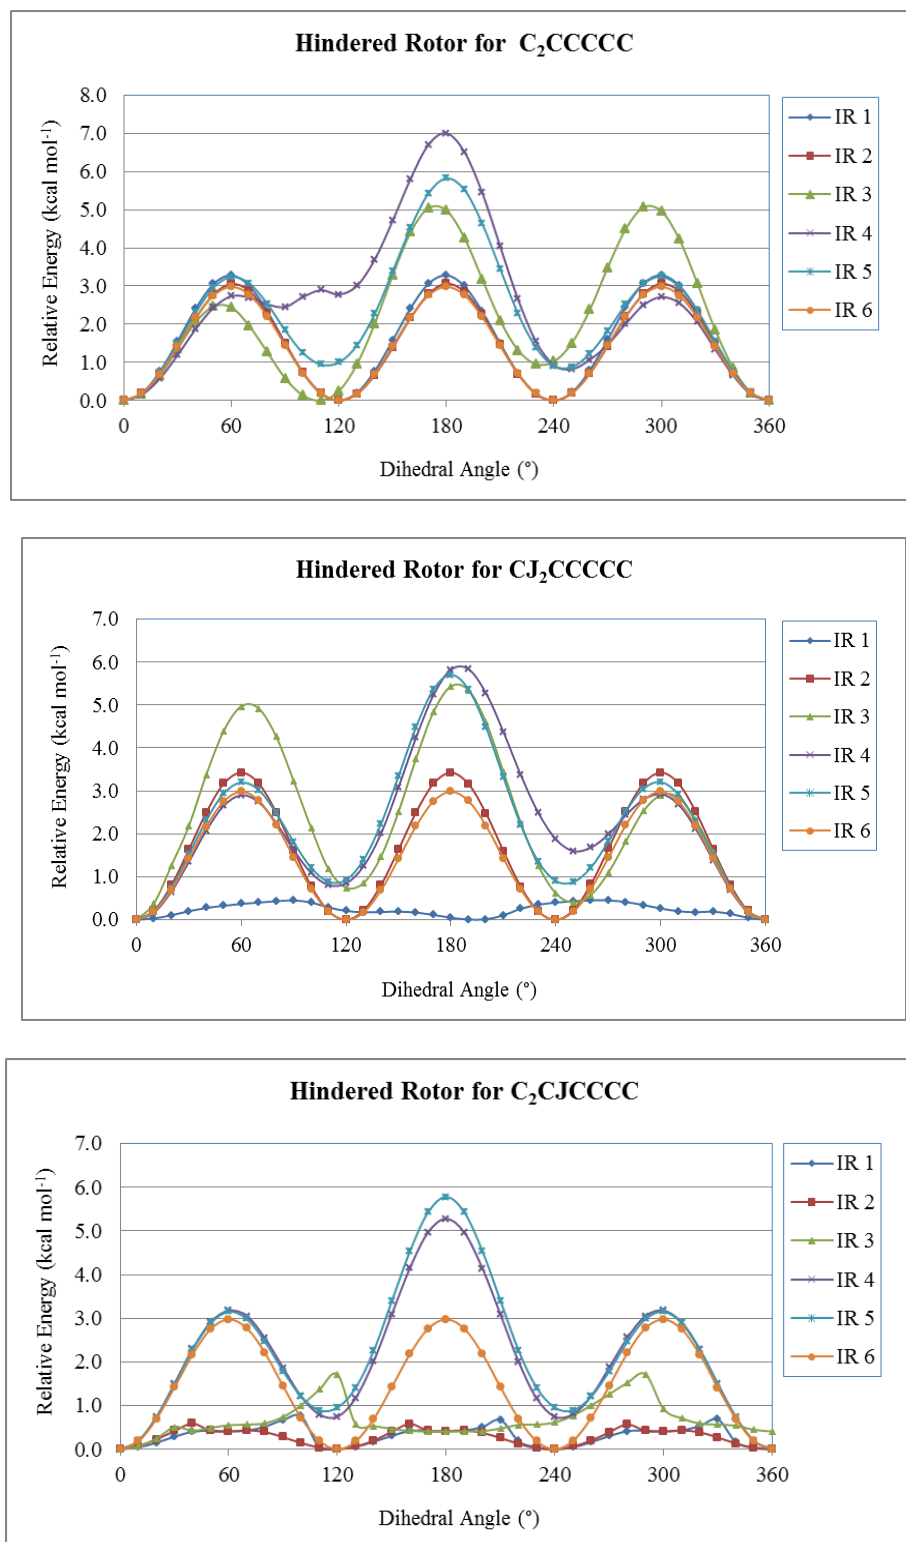 Hindered Rotor for C₂CCCCC
Relative Energy (kcal mol⁻¹)
8.0
7.0
6.0
5.0
4.0
3.0
2.0
1.0
0.0
0 60 120 180 240 300 360
Dihedral Angle (°)
IR 1
IR 2
IR 3
IR 4
IR 5
IR 6
Hindered Rotor for CJ₂CCCCC
Relative Energy (kcal mol⁻¹)
7.0
6.0
5.0
4.0
3.0
2.0
1.0
0.0
0 60 120 180 240 300 360
Dihedral Angle (°)
IR 1
IR 2
IR 3
IR 4
IR 5
IR 6
Hindered Rotor for C₂CJCCCC
Relative Energy (kcal mol⁻¹)
7.0
6.0
5.0
4.0
3.0
2.0
1.0
0.0
0 60 120 180 240 300 360
Dihedral Angle (°)
IR 1
IR 2
IR 3
IR 4
IR 5
IR 6